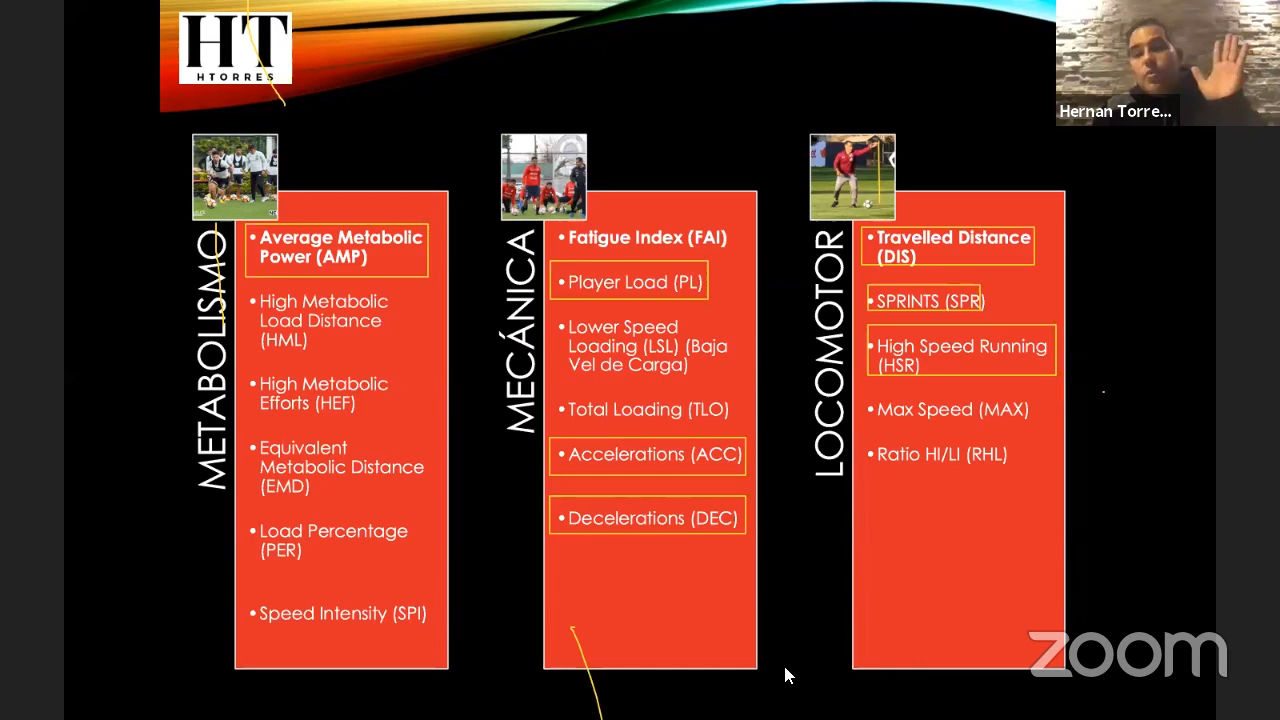 HT
HTORRES
Hernan Torre...
METABOLISMO
•Average Metabolic
Power (AMP)
•High Metabolic
Load Distance
(HML)
•High Metabolic
Efforts (HEF)
•Equivalent
Metabolic Distance
(EMD)
•Load Percentage
(PER)
•Speed Intensity (SPI)
MECÁNICA
•Fatigue Index (FAI)
•Player Load (PL)
•Lower Speed
Loading (LSL) (Baja
Vel de Carga)
•Total Loading (TLO)
•Accelerations (ACC)
•Decelerations (DEC)
LOCOMOTOR
•Travelled Distance
(DIS)
•SPRINTS (SPR)
•High Speed Running
(HSR)
•Max Speed (MAX)
•Ratio HI/LI (RHL)
zoom